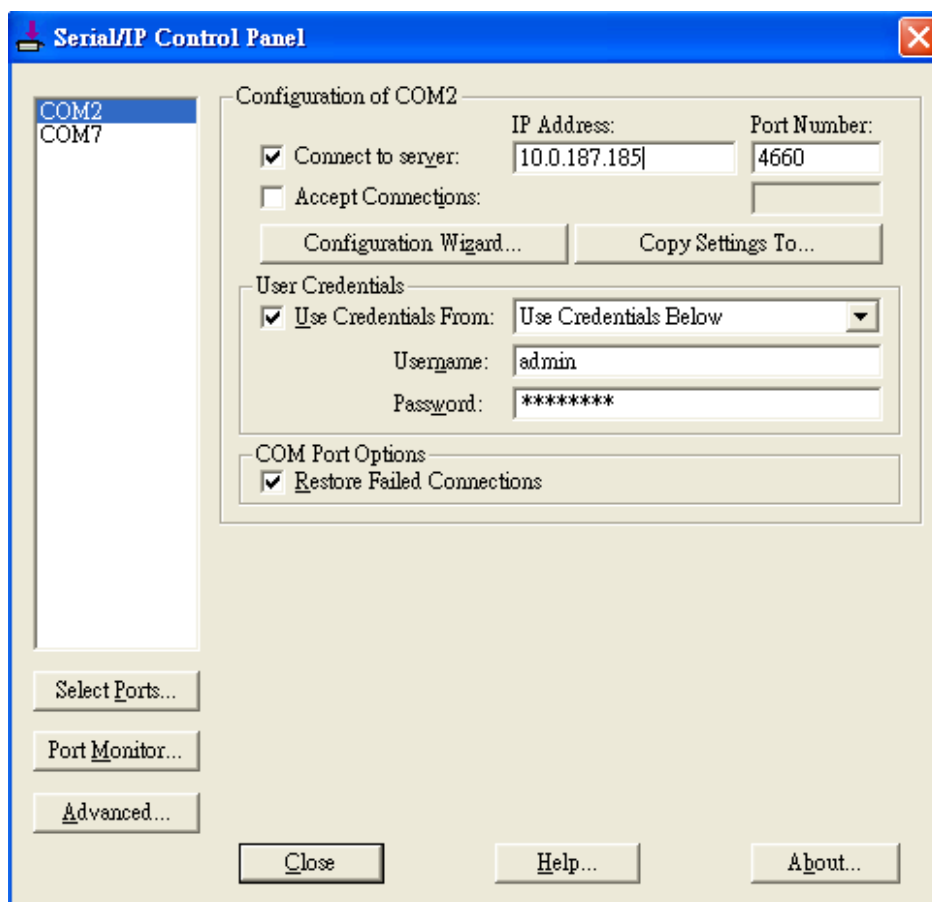 Serial/IP Control Panel
COM2
COM7
Configuration of COM2
IP Address: Port Number:
Connect to server: 10.0.187.185 4660
Accept Connections:
Configuration Wizard... Copy Settings To...
User Credentials
Use Credentials From: Use Credentials Below
Username: admin
Password: ********
COM Port Options
Restore Failed Connections
Select Ports...
Port Monitor...
Advanced...
Close Help... About...